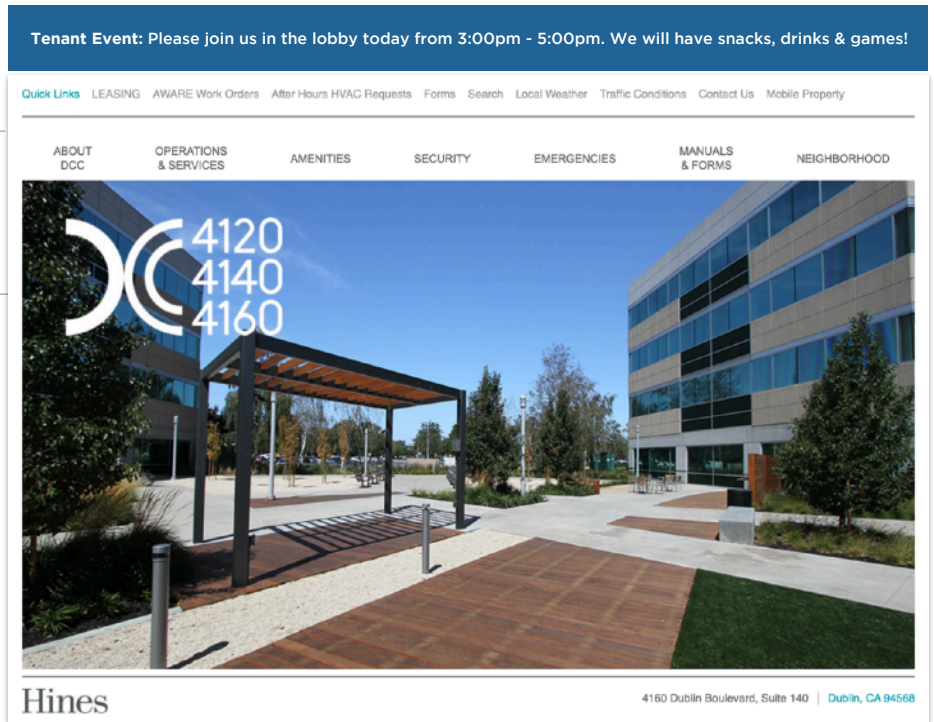 Tenant Event: Please join us in the lobby today from 3:00pm - 5:00pm. We will have snacks, drinks & games!
Quick Links LEASING AWARE Work Orders After Hours HVAC Requests Forms Search Local Weather Traffic Conditions Contact Us Mobile Property
ABOUT
DCC
OPERATIONS
& SERVICES
AMENITIES
SECURITY
EMERGENCIES
MANUALS
& FORMS
NEIGHBORHOOD
DCC
4120
4140
4160
Hines
4160 Dublin Boulevard, Suite 140 | Dublin, CA 94568